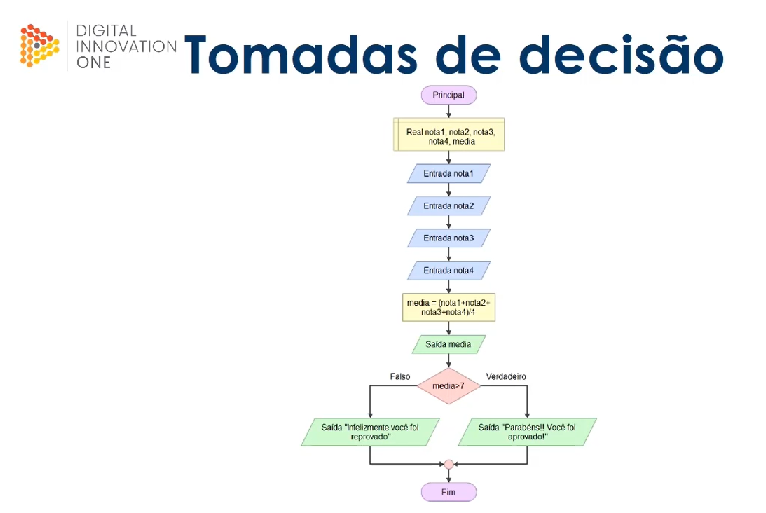 DIGITAL
INNOVATION
ONE
Tomadas de decisão
Principal
Real nota1, nota2, nota3,
nota4, media
Entrada nota1
Entrada nota2
Entrada nota3
Entrada nota4
media = (nota1+nota2+
nota3+nota4)/4
Saída media
Falso
media>7
Verdadeiro
Saída "Infelizmente você foi
reprovado"
Saída "Parabéns!! Você foi
aprovado!"
Fim